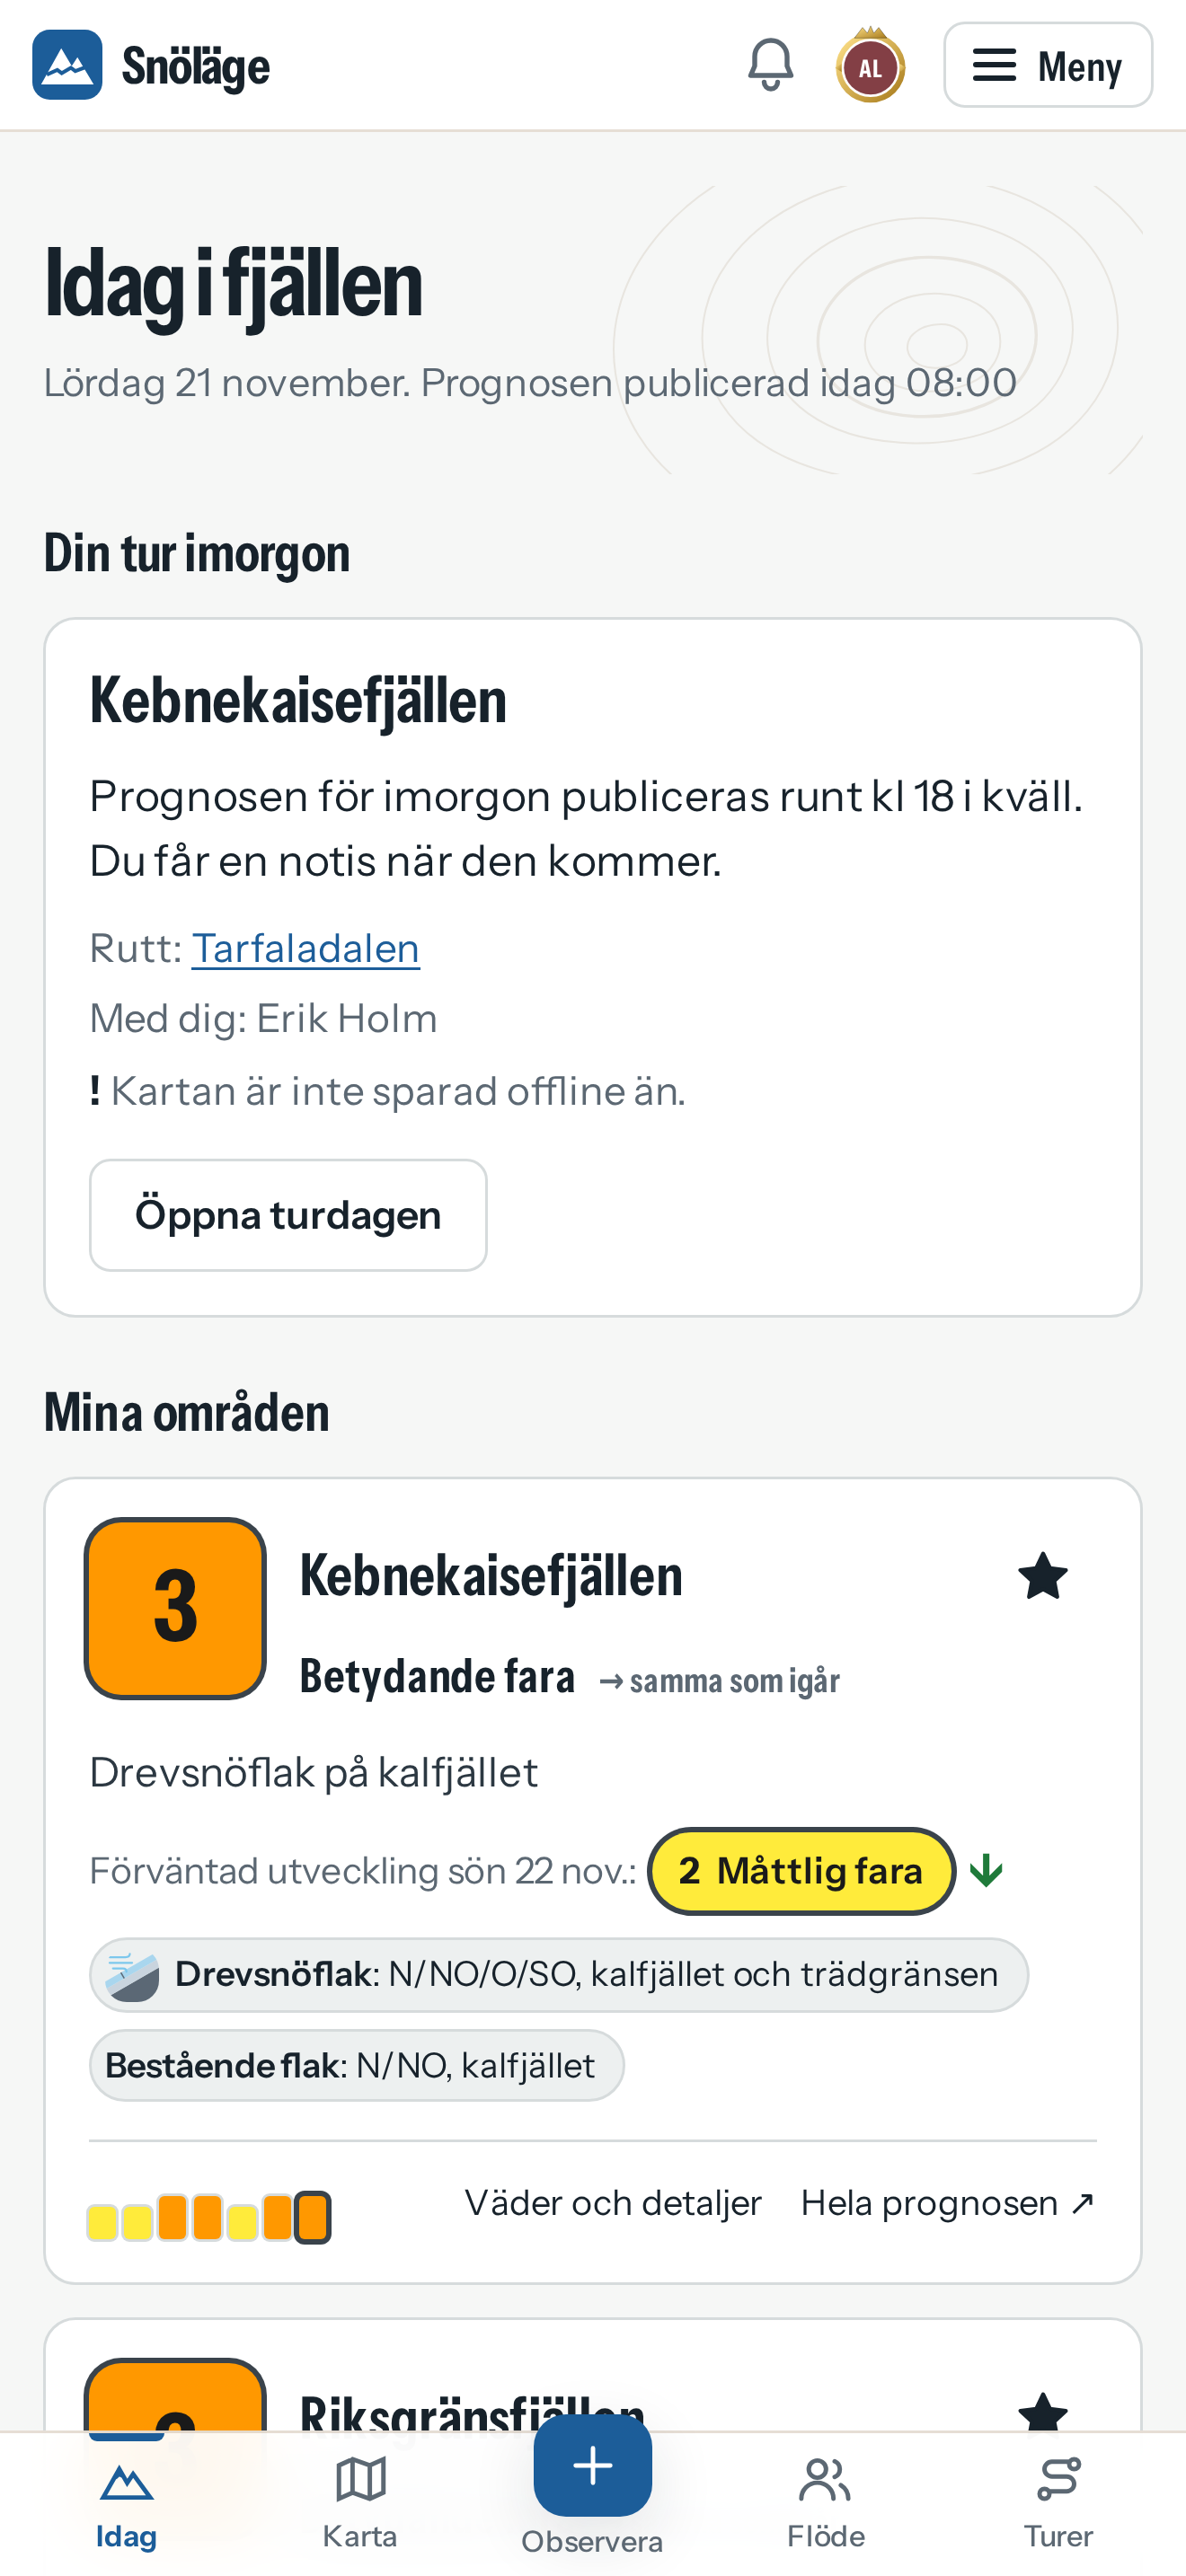 Snöläge
AL
Meny
Idag i fjällen
Lördag 21 november. Prognosen publicerad idag 08:00
Din tur imorgon
Kebnekaisefjällen
Prognosen för imorgon publiceras runt kl 18 i kväll.
Du får en notis när den kommer.
Rutt: Tarfaladalen
Med dig: Erik Holm
! Kartan är inte sparad offline än.
Öppna turdagen
Mina områden
3
Kebnekaisefjällen
Betydande fara → samma som igår
Drevsnöflak på kalfjället
Förväntad utveckling sön 22 nov.: 2 Måttlig fara ↓
Drevsnöflak: N/NO/O/SO, kalfjället och trädgränsen
Bestående flak: N/NO, kalfjället
Väder och detaljer Hela prognosen ↗
Riksgränsfjällen
Idag
Karta
Observera
Flöde
Turer